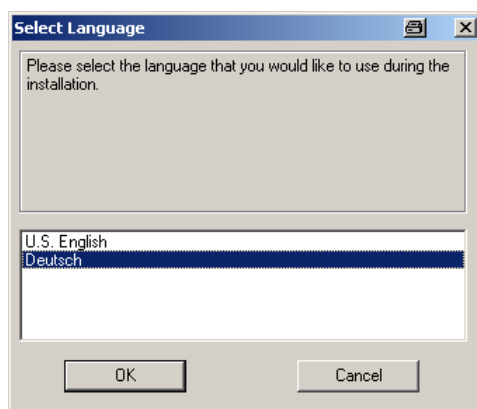 Select Language
Please select the language that you would like to use during the
installation.
U.S. English
Deutsch
OK
Cancel